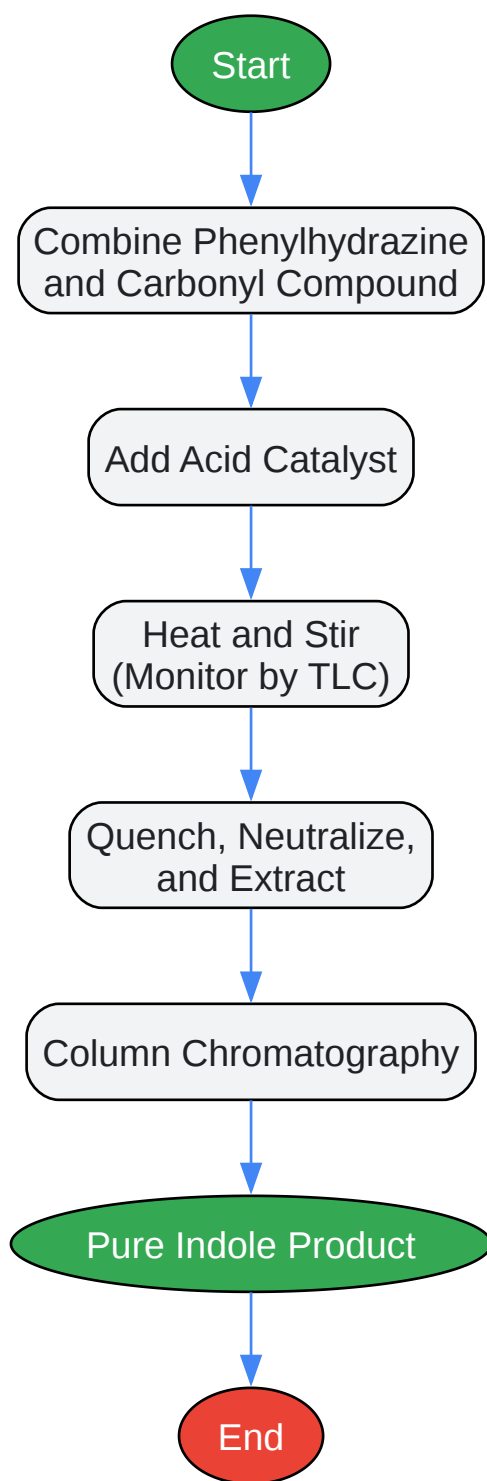 Start
Combine Phenylhydrazine
and Carbonyl Compound
Add Acid Catalyst
Heat and Stir
(Monitor by TLC)
Quench, Neutralize,
and Extract
Column Chromatography
Pure Indole Product
End